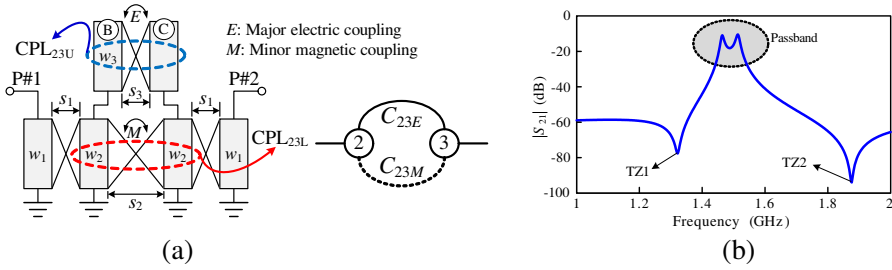 B
E
C
E: Major electric coupling
M: Minor magnetic coupling
CPL23U
w3
P#1
P#2
s1
s3
s1
M
CPL23L
w1
w2
w2
w1
s2
C23E
2
3
C23M
(a)
0
-20
-40
-60
-80
-100
|S21| (dB)
Passband
TZ1
TZ2
1
1.2
1.4
1.6
1.8
2
Frequency (GHz)
(b)